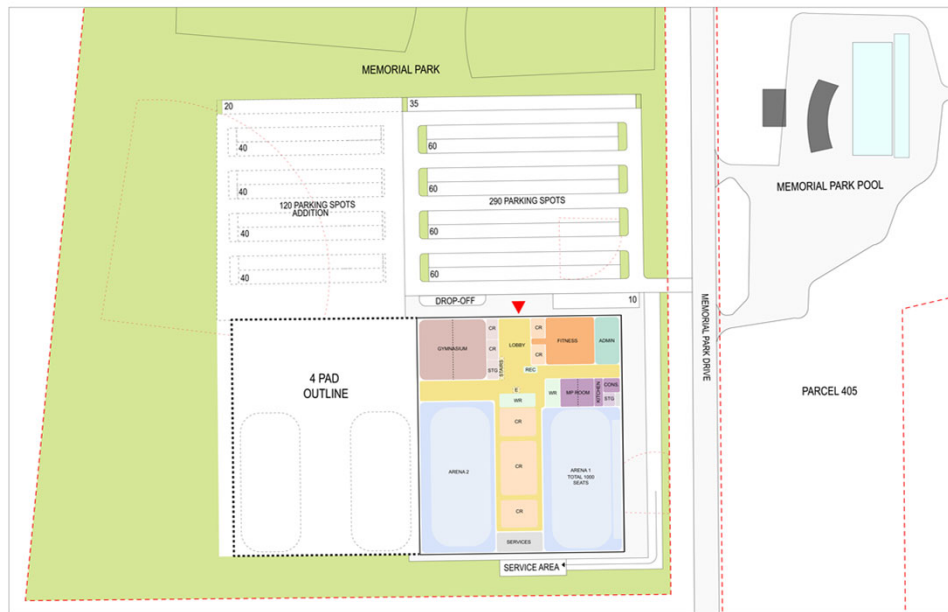 MEMORIAL PARK
20
35
40
60
40
60
120 PARKING SPOTS
ADDITION
290 PARKING SPOTS
MEMORIAL PARK POOL
40
60
40
60
DROP-OFF
10
MEMORIAL PARK DRIVE
GYMNASIUM
CR
CR
STG
STAIRS
LOBBY
CR
CR
FITNESS
ADMIN
REC
4 PAD
OUTLINE
E
WR
WR
MP ROOM
KITCHEN
CONS.
STG
PARCEL 405
CR
ARENA 2
CR
ARENA 1
TOTAL 1000
SEATS
CR
SERVICES
SERVICE AREA